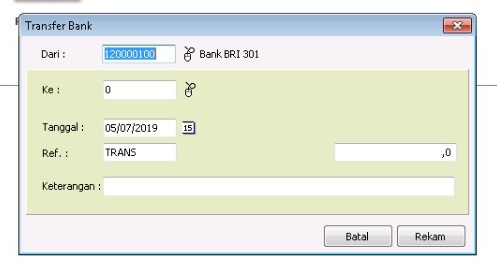 Transfer Bank
Dari : 120000100 Bank BRI 301
Ke : 0
Tanggal : 05/07/2019 15
Ref. : TRANS ,0
Keterangan :
Batal Rekam